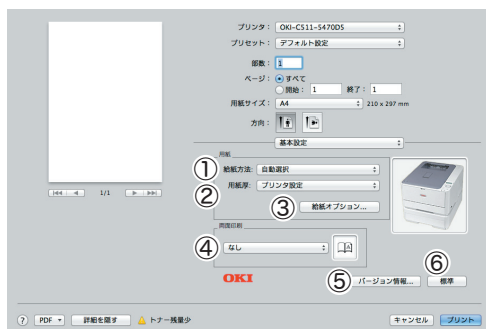 プリンタ： OKI-C511-5470D5
プリセット： デフォルト設定
部数： 1
ページ： すべて
開始： 1 終了： 1
用紙サイズ： A4 210 x 297 mm
方向：
基本設定
用紙
① 給紙方法： 自動選択
② 用紙厚： プリンタ設定
③ 給紙オプション...
両面印刷
④ なし
1/1
OKI
⑤ バージョン情報... ⑥ 標準
? PDF 詳細を隠す トナー残量少 キャンセル プリント